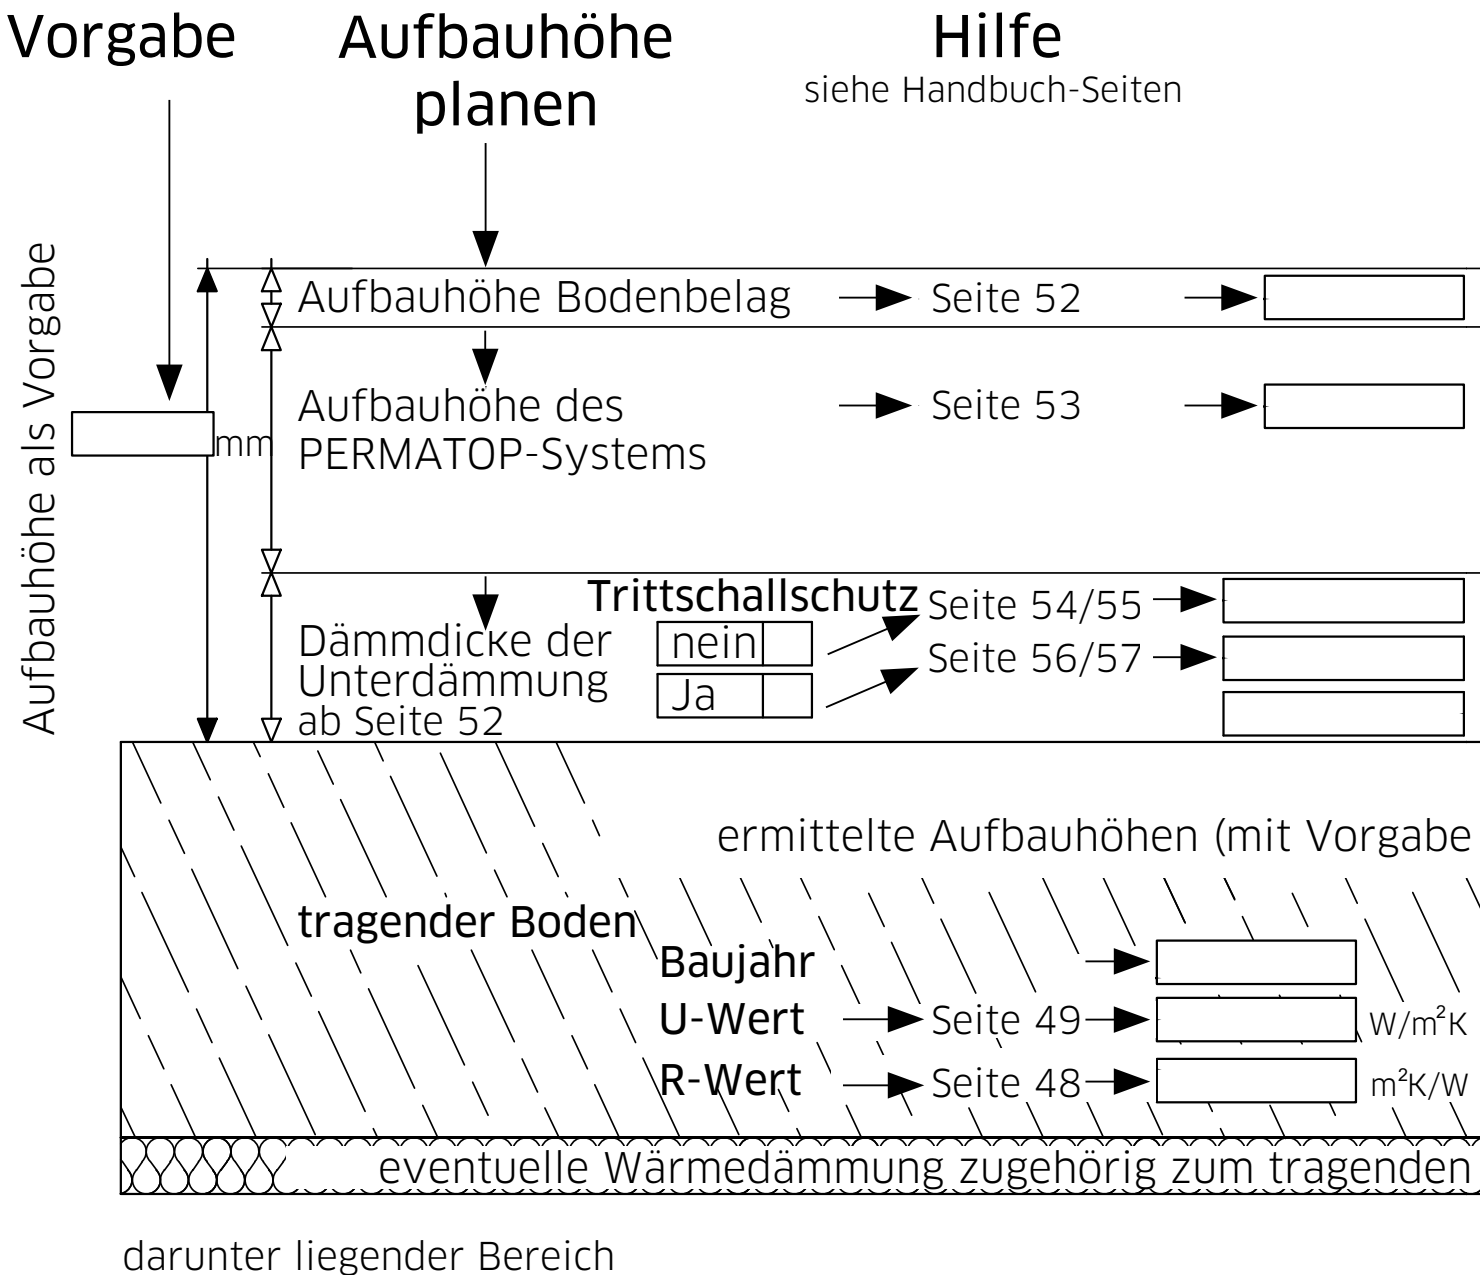 Vorgabe
Aufbauhöhe
planen
Hilfe
siehe Handbuch-Seiten
Aufbauhöhe als Vorgabe
mm
Aufbauhöhe Bodenbelag
Seite 52
Aufbauhöhe des
PERMATOP-Systems
Seite 53
Dämmdicke der
Unterdämmung
ab Seite 52
Trittschallschutz
nein
Ja
Seite 54/55
Seite 56/57
ermittelte Aufbauhöhen (mit Vorgabe
tragender Boden
Baujahr
U-Wert
Seite 49
W/m²K
R-Wert
Seite 48
m²K/W
eventuelle Wärmedämmung zugehörig zum tragenden
darunter liegender Bereich